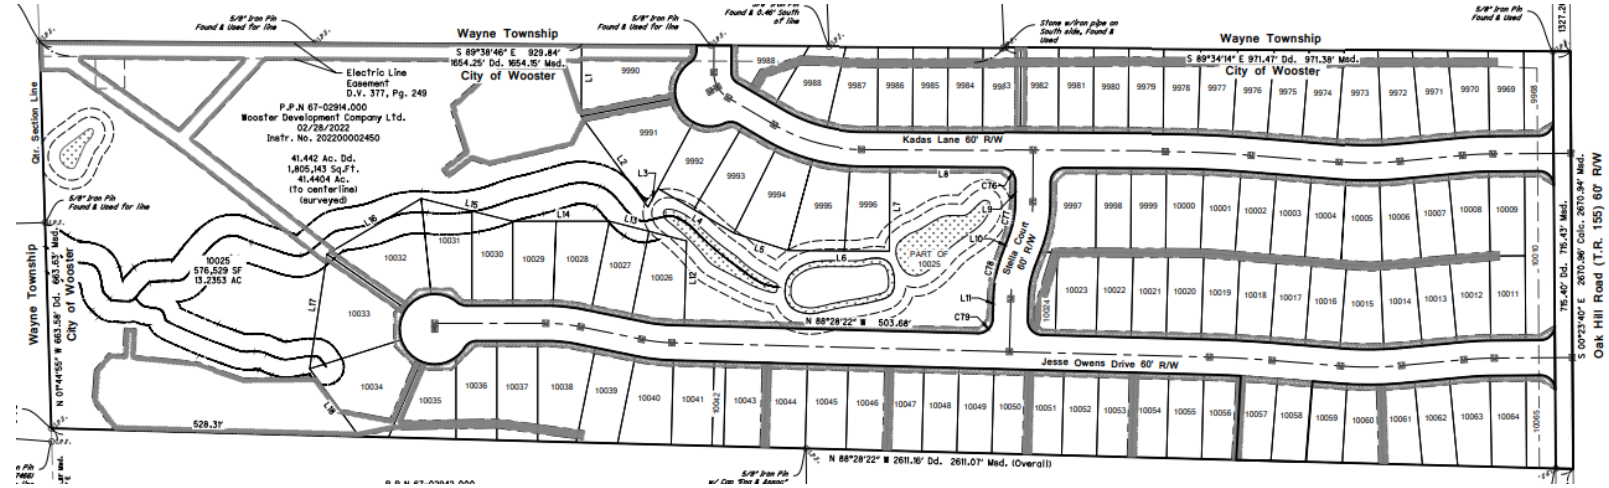 5/8" Iron Pin
Found & Used for line
Wayne Township
S 89°38'46" E 929.84'
1654.25' Dd. 1654.15' Msd.
City of Wooster
5/8" Iron Pin
Found & Used for line
Found & 0.46' South
of line
Stone w/iron pipe on
South side, Found &
Used
Wayne Township
S 89°34'14" E 971.47' Dd. 971.38' Msd.
City of Wooster
5/8" Iron Pin
Found & Used
Electric Line
Easement
D.V. 377, Pg. 249
P.P.N 67-02914.000
Wooster Development Company Ltd.
02/28/2022
Instr. No. 202200002450
41.442 Ac. Dd.
1,805,143 Sq.Ft.
41.4404 Ac.
(to centerline)
(surveyed)
Qtr. Section Line
5/8" Iron Pin
Found & Used for line
Wayne Township
City of Wooster
N 01°44'55" W 663.58' Dd. 663.63' Msd.
10025
576,529 SF
13.2353 AC
L1
9990
9991
9992
9993
9994
9995
9996
9988
9988
9987
9986
9985
9984
9983
9982
9981
9980
9979
9978
9977
9976
9975
9974
9973
9972
9971
9970
9969
9968
Kadas Lane 60' R/W
L2
L3
L4
L5
L6
L7
L8
L9
L10
L11
L12
L13
L14
L15
L16
L17
L18
C76
C77
C78
C79
PART OF
10025
Stella Court
60' R/W
9997
9998
9999
10000
10001
10002
10003
10004
10005
10006
10007
10008
10009
10010
10024
10023
10022
10021
10020
10019
10018
10017
10016
10015
10014
10013
10012
10011
10032
10031
10030
10029
10028
10027
10026
10033
10034
N 88°28'22" W 503.68'
Jesse Owens Drive 60' R/W
10035
10036
10037
10038
10039
10040
10041
10042
10043
10044
10045
10046
10047
10048
10049
10050
10051
10052
10053
10054
10055
10056
10057
10058
10059
10060
10061
10062
10063
10064
10065
528.31'
715.40' Dd. 715.43' Msd.
S 00°23'40" E 2670.96' Calc. 2670.94' Msd.
Oak Hill Road (T.R. 155) 60' R/W
N 88°28'22" W 2611.16' Dd. 2611.07' Msd. (Overall)
5/8" Iron Pin
w/ Cap "Eng & Assoc"
P.P.N 67-02942.000